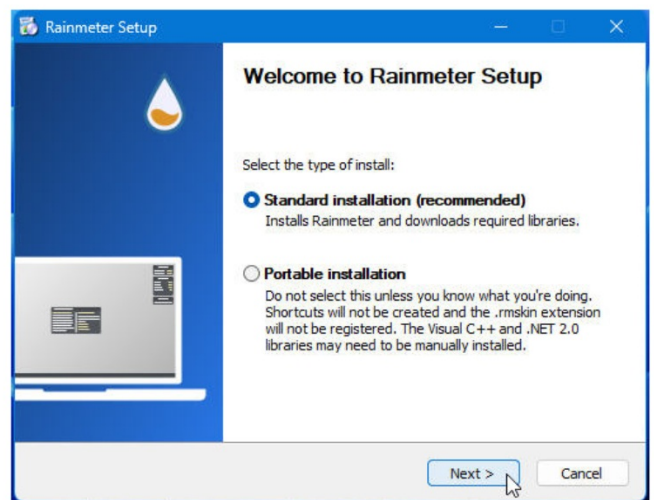 Rainmeter Setup
Welcome to Rainmeter Setup
Select the type of install:
Standard installation (recommended)
Installs Rainmeter and downloads required libraries.
Portable installation
Do not select this unless you know what you're doing.
Shortcuts will not be created and the .rmskin extension
will not be registered. The Visual C++ and .NET 2.0
libraries may need to be manually installed.
Next >
Cancel